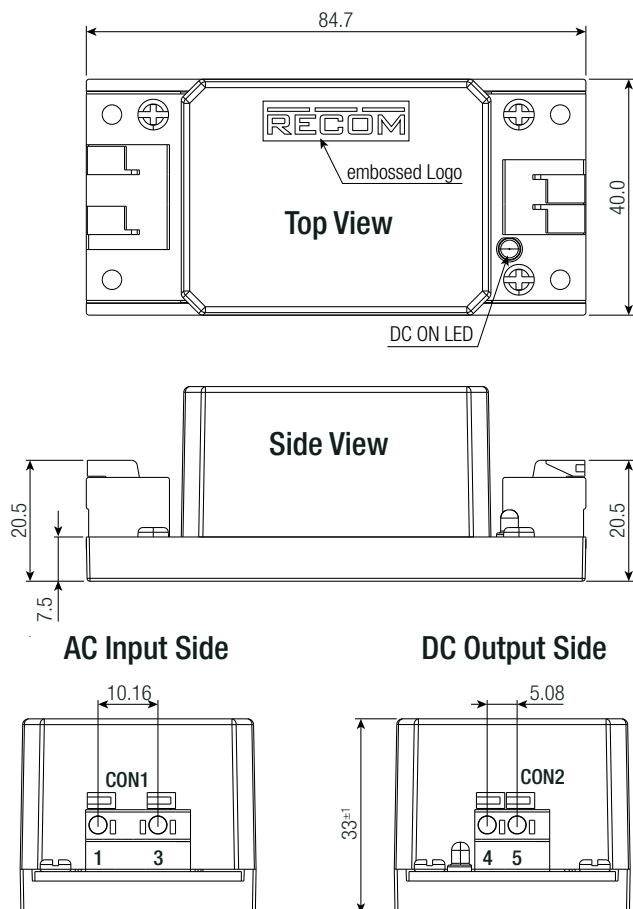 84.7
RECOM
embossed Logo
Top View
40.0
DC ON LED
Side View
20.5
7.5
20.5
AC Input Side
DC Output Side
10.16
5.08
CON1
CON2
33±1
1 3
4 5